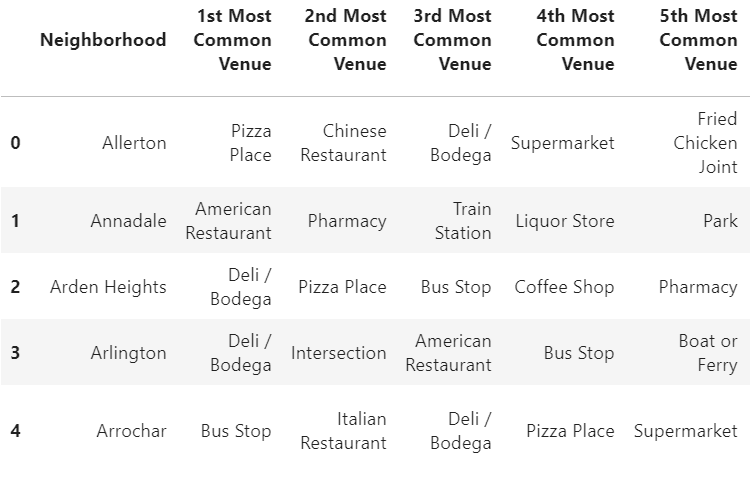 Neighborhood 1st Most Common Venue 2nd Most Common Venue 3rd Most Common Venue 4th Most Common Venue 5th Most Common Venue
0 Allerton Pizza Place Chinese Restaurant Deli / Bodega Supermarket Fried Chicken Joint
1 Annadale American Restaurant Pharmacy Train Station Liquor Store Park
2 Arden Heights Deli / Bodega Pizza Place Bus Stop Coffee Shop Pharmacy
3 Arlington Deli / Bodega Intersection American Restaurant Bus Stop Boat or Ferry
4 Arrochar Bus Stop Italian Restaurant Deli / Bodega Pizza Place Supermarket